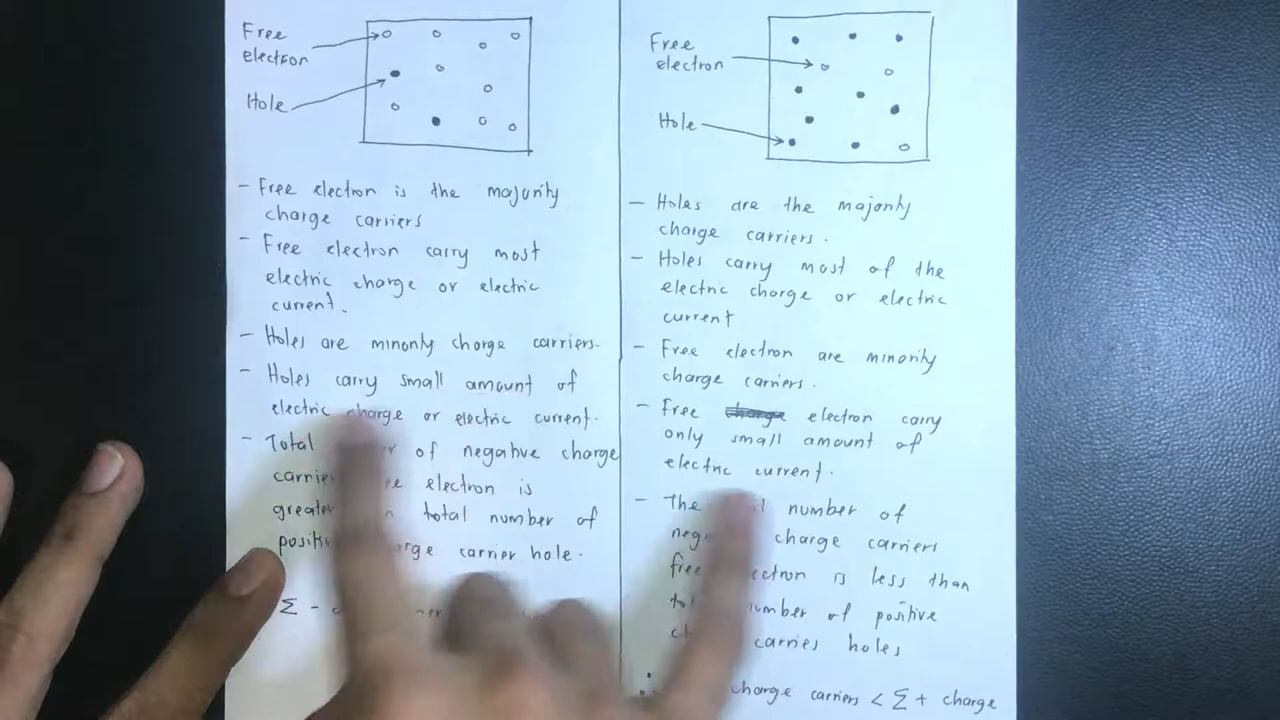 Free
electron
Hole
- Free electron is the majority
charge carriers
- Free electron carry most
electric charge or electric
current.
- Holes are minority charge carriers.
- Holes carry small amount of
electric charge or electric current.
- Total of negative charge
electron is
total number of
carrier hole.
Σ -
Free
electron
Hole
- Holes are the majority
charge carriers.
- Holes carry most of the
electric charge or electric
current
- Free electron are minority
charge carriers.
- Free electron carry
only small amount of
electric current.
- The number of
charge carriers
is less than
number of positive
carries holes
∴ charge carriers < Σ + charge